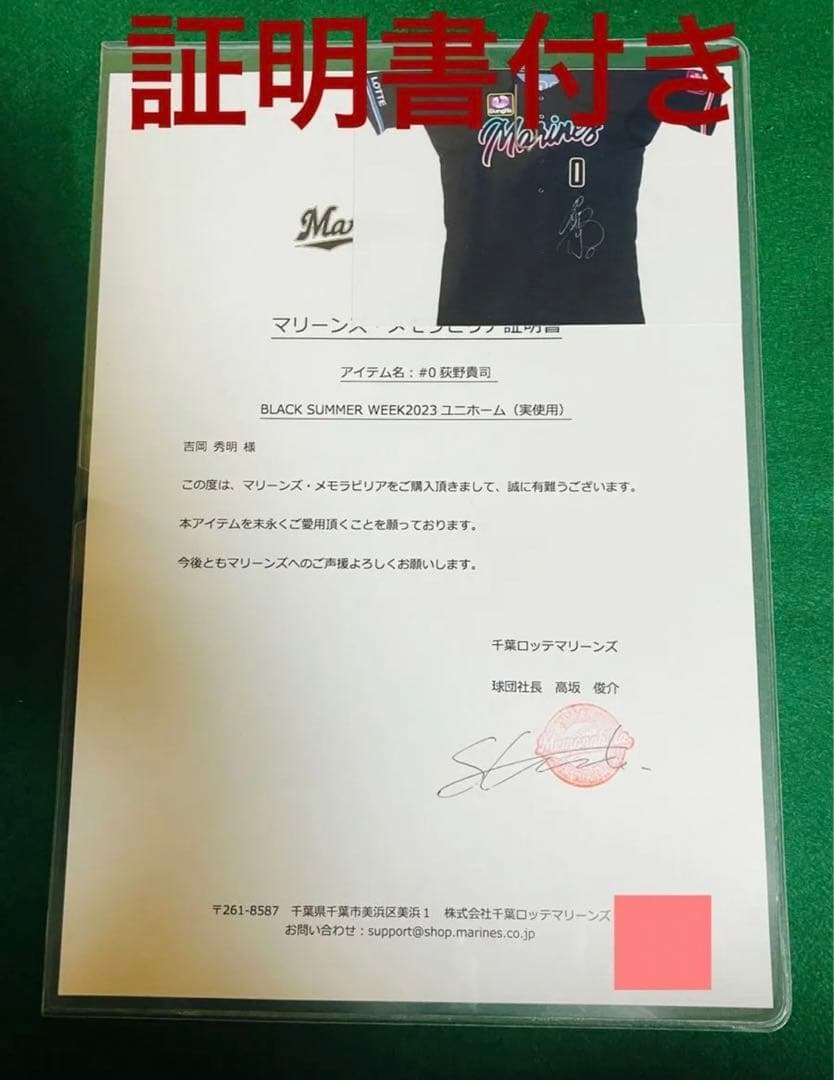 証明書付き
LOTTE
Marines
0
Ma
マリーンズ・メモラビリア証明書
アイテム名：#0 荻野貴司
BLACK SUMMER WEEK2023 ユニホーム（実使用）
吉岡 秀明 様
この度は、マリーンズ・メモラビリアをご購入頂きまして、誠に有難うございます。
本アイテムを末永くご愛用頂くことを願っております。
今後ともマリーンズへのご声援よろしくお願いします。
千葉ロッテマリーンズ
球団社長　高坂　俊介
〒261-8587　千葉県千葉市美浜区美浜１　株式会社千葉ロッテマリーンズ
お問い合わせ：support@shop.marines.co.jp